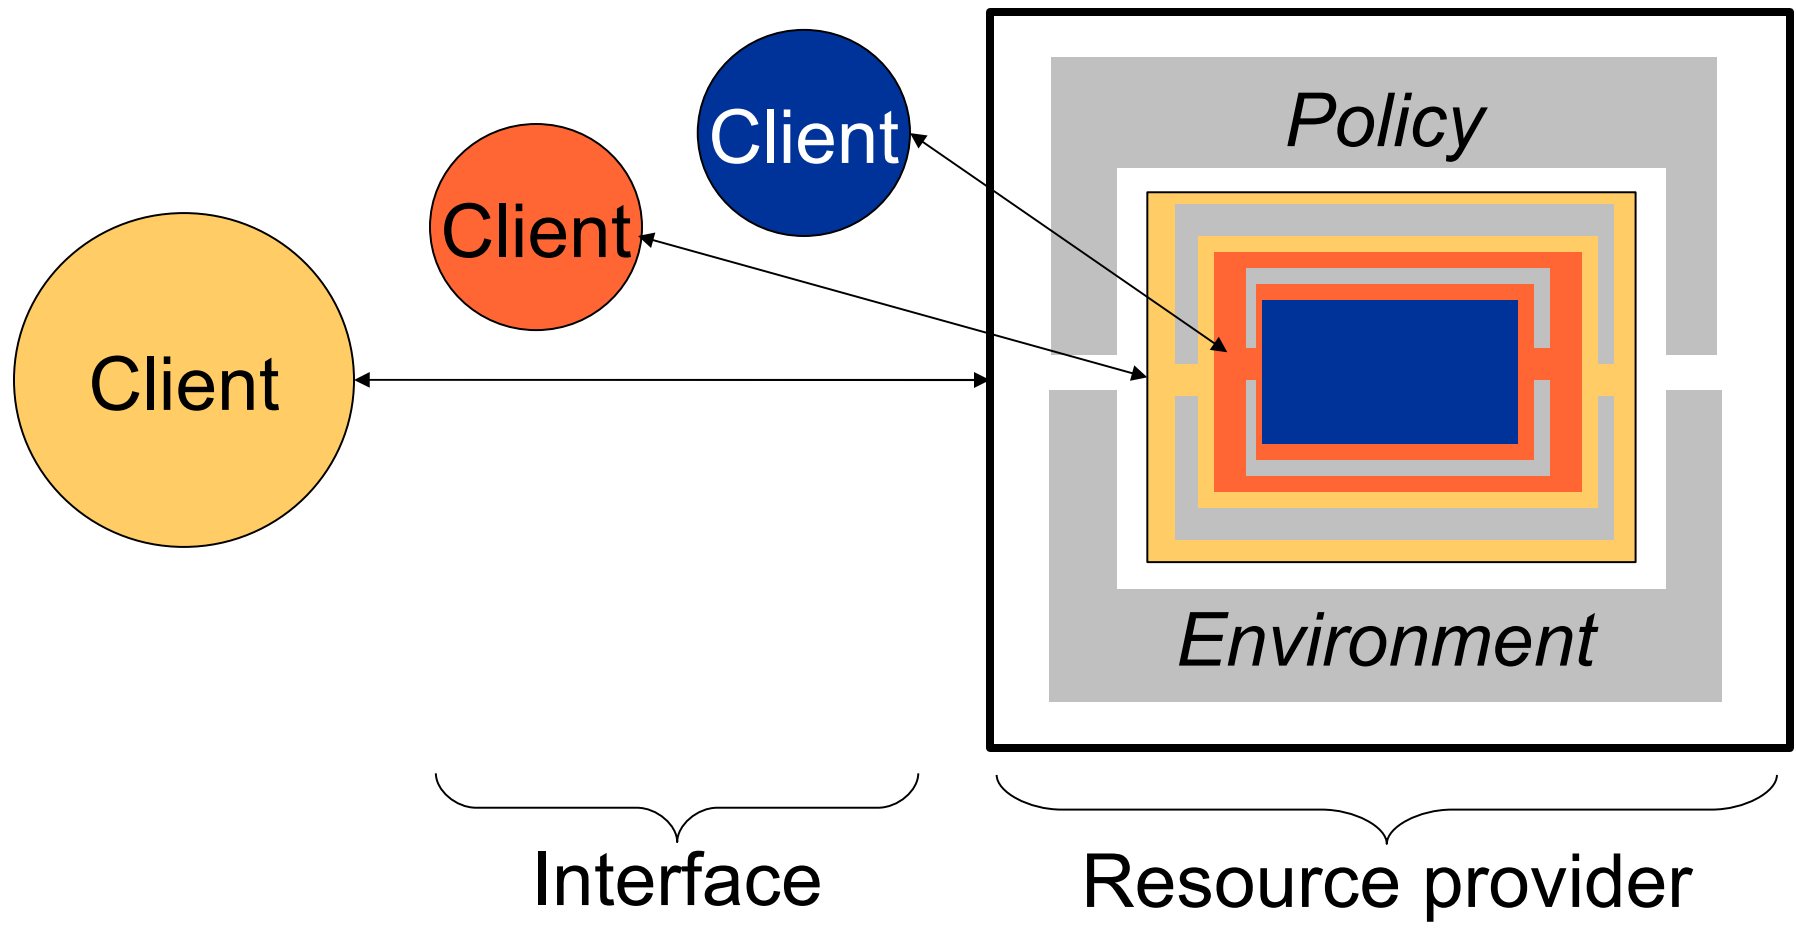 Client
Client
Client
Policy
Environment
Interface
Resource provider